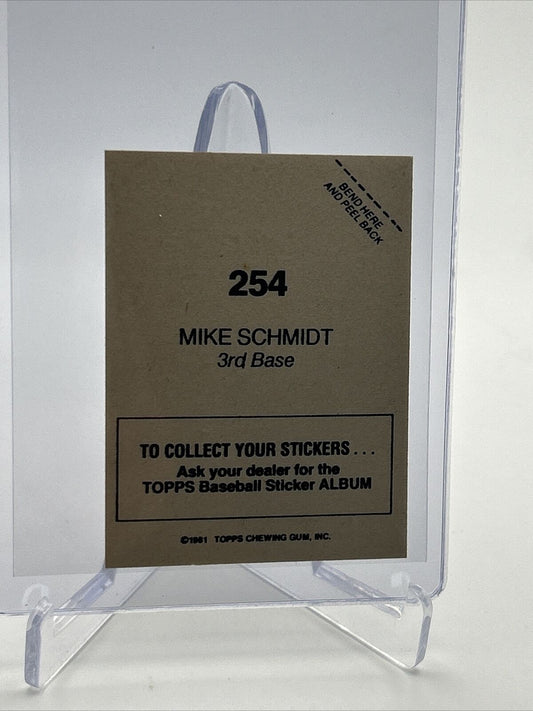 BEND HERE
AND PEEL BACK
254
MIKE SCHMIDT
3rd Base
TO COLLECT YOUR STICKERS...
Ask your dealer for the
TOPPS Baseball Sticker ALBUM
©1981 TOPPS CHEWING GUM, INC.